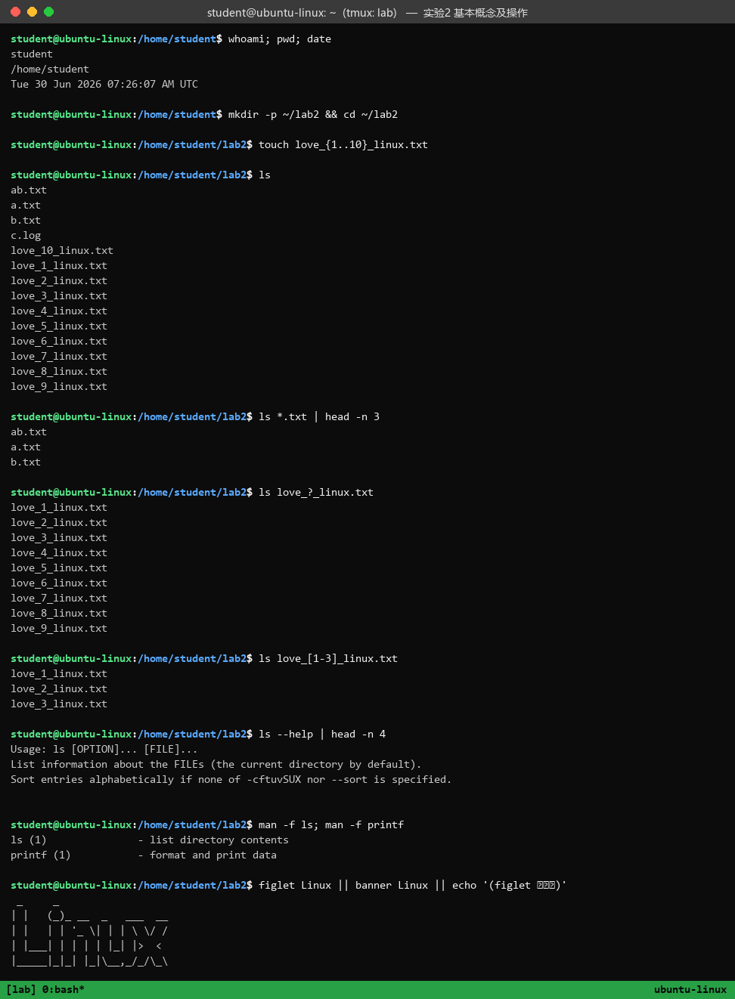 student@ubuntu-linux: ~  (tmux: lab)   —  实验2 基本概念及操作
student@ubuntu-linux:/home/student$ whoami; pwd; date
student
/home/student
Tue 30 Jun 2026 07:26:07 AM UTC
student@ubuntu-linux:/home/student$ mkdir -p ~/lab2 && cd ~/lab2
student@ubuntu-linux:/home/student/lab2$ touch love_{1..10}_linux.txt
student@ubuntu-linux:/home/student/lab2$ ls
ab.txt
a.txt
b.txt
c.log
love_10_linux.txt
love_1_linux.txt
love_2_linux.txt
love_3_linux.txt
love_4_linux.txt
love_5_linux.txt
love_6_linux.txt
love_7_linux.txt
love_8_linux.txt
love_9_linux.txt
student@ubuntu-linux:/home/student/lab2$ ls *.txt | head -n 3
ab.txt
a.txt
b.txt
student@ubuntu-linux:/home/student/lab2$ ls love_?_linux.txt
love_1_linux.txt
love_2_linux.txt
love_3_linux.txt
love_4_linux.txt
love_5_linux.txt
love_6_linux.txt
love_7_linux.txt
love_8_linux.txt
love_9_linux.txt
student@ubuntu-linux:/home/student/lab2$ ls love_[1-3]_linux.txt
love_1_linux.txt
love_2_linux.txt
love_3_linux.txt
student@ubuntu-linux:/home/student/lab2$ ls --help | head -n 4
Usage: ls [OPTION]... [FILE]...
List information about the FILEs (the current directory by default).
Sort entries alphabetically if none of -cftuvSUX nor --sort is specified.
student@ubuntu-linux:/home/student/lab2$ man -f ls; man -f printf
ls (1)               - list directory contents
printf (1)           - format and print data
student@ubuntu-linux:/home/student/lab2$ figlet Linux || banner Linux || echo '(figlet )'
 _     _
| |   (_)_ __  _   ___  __
| |   | | '_ \| | | \ \/ /
| |___| | | | | |_| |>  <
|_____|_|_| |_|\__,_/_/\_\
[lab] 0:bash*
ubuntu-linux